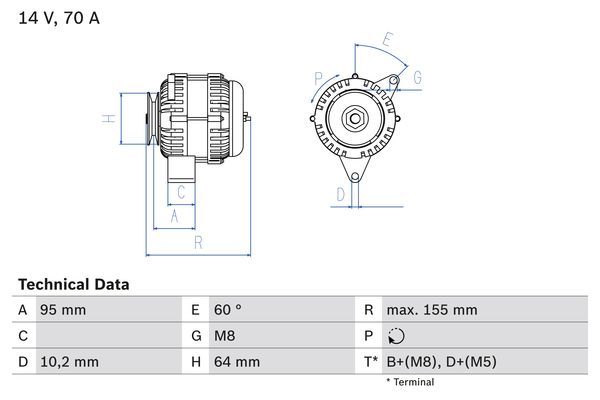 14 V, 70 A
E
P
G
H
D
C
A
R
Technical Data
A 95 mm E 60 ° R max. 155 mm
C G M8 P
D 10,2 mm H 64 mm T* B+(M8), D+(M5)
* Terminal